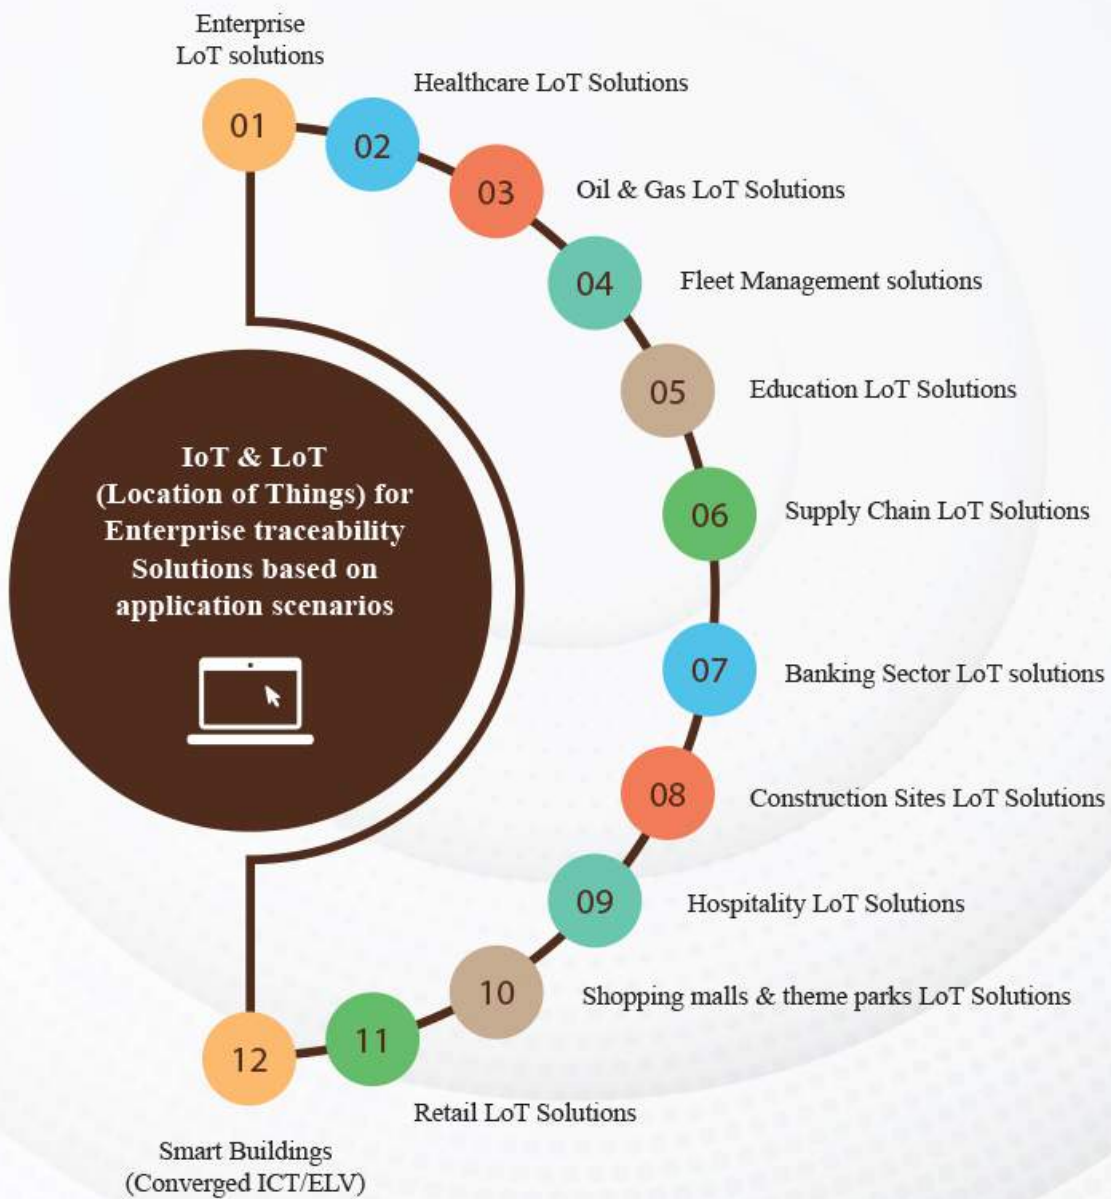 Enterprise
LoT solutions
01
Healthcare LoT Solutions
02
03
Oil & Gas LoT Solutions
04
Fleet Management solutions
05
Education LoT Solutions
IoT & LoT
(Location of Things) for
Enterprise traceability
Solutions based on
application scenarios
06
Supply Chain LoT Solutions
07
Banking Sector LoT solutions
08
Construction Sites LoT Solutions
09
Hospitality LoT Solutions
10
Shopping malls & theme parks LoT Solutions
11
Retail LoT Solutions
12
Smart Buildings
(Converged ICT/ELV)